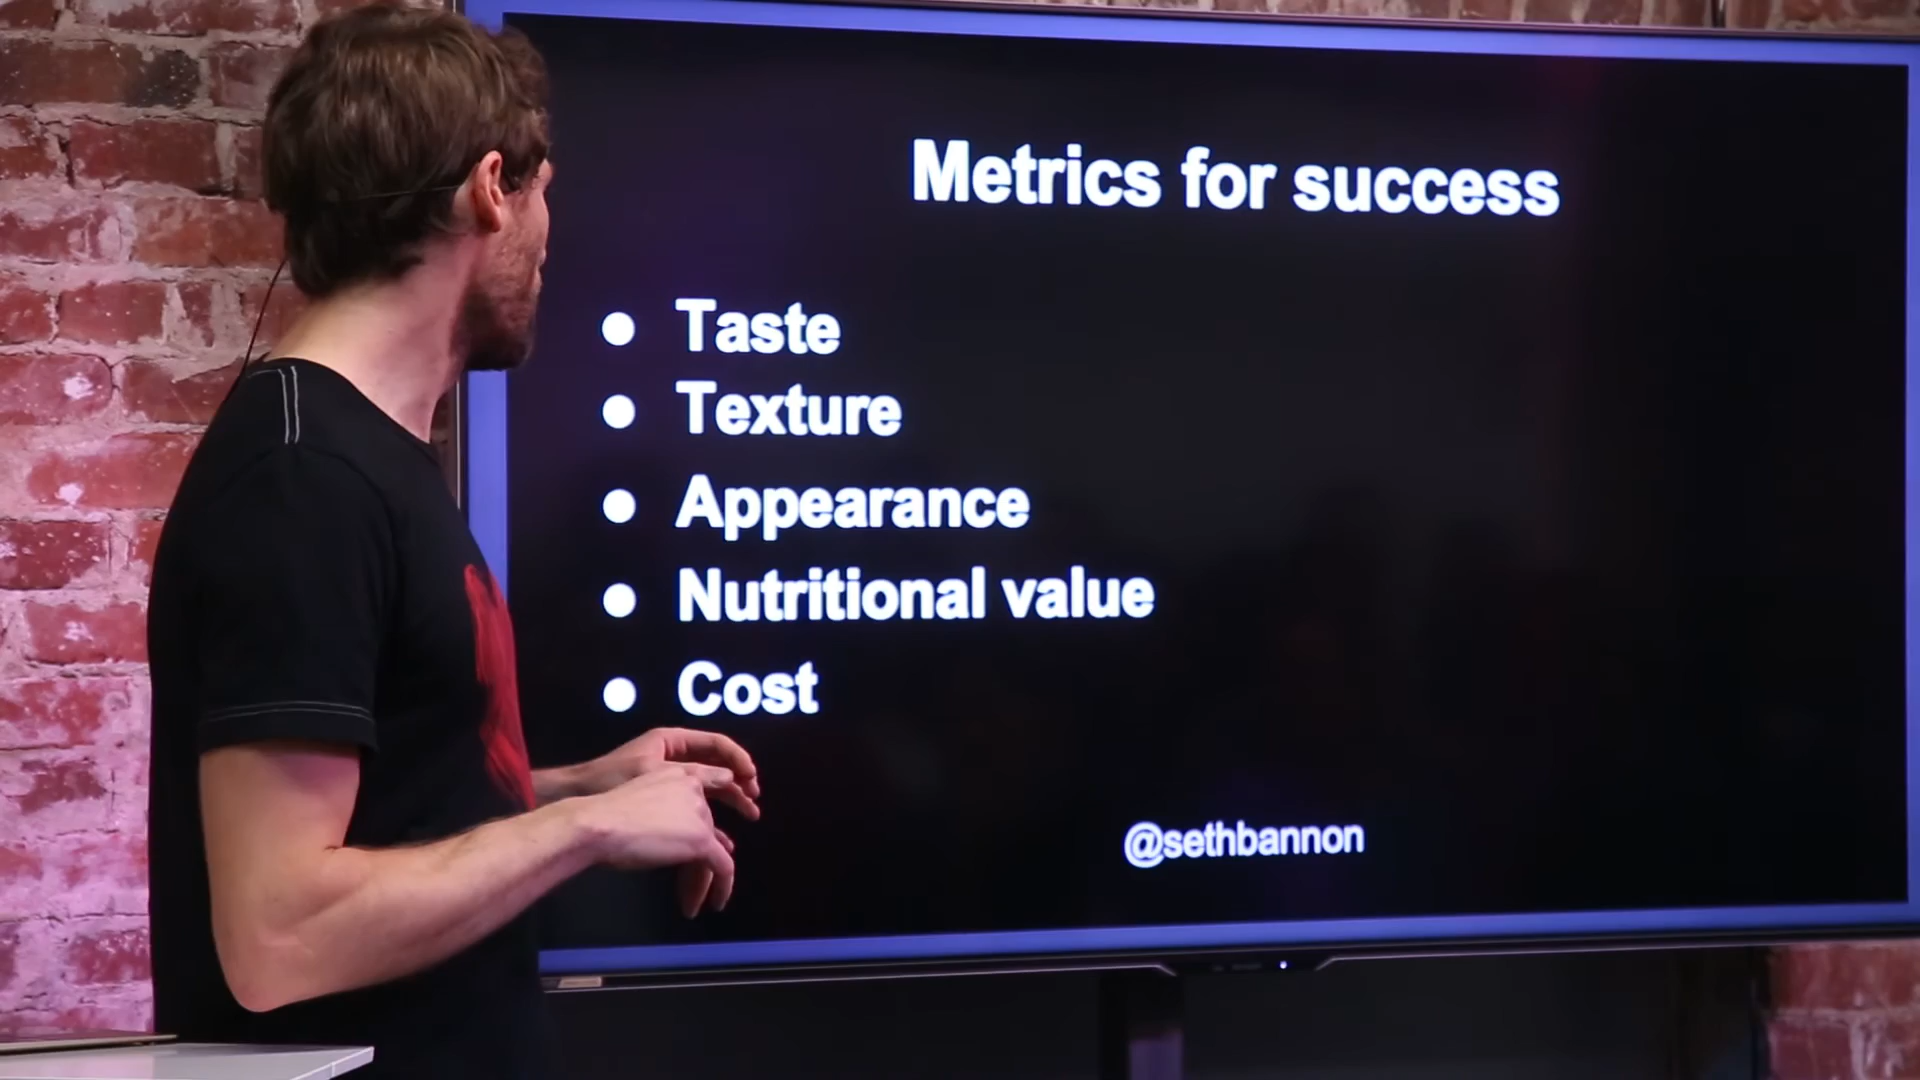 Metrics for success
● Taste
● Texture
● Appearance
● Nutritional value
● Cost
@sethbannon